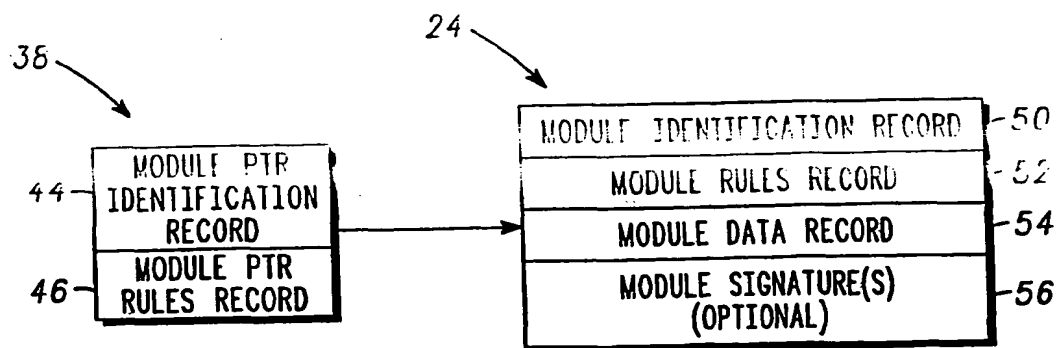 38
24
MODULE PTR
IDENTIFICATION
RECORD
44
MODULE PTR
RULES RECORD
46
MODULE IDENTIFICATION RECORD
50
MODULE RULES RECORD
52
MODULE DATA RECORD
54
MODULE SIGNATURE(S)
(OPTIONAL)
56